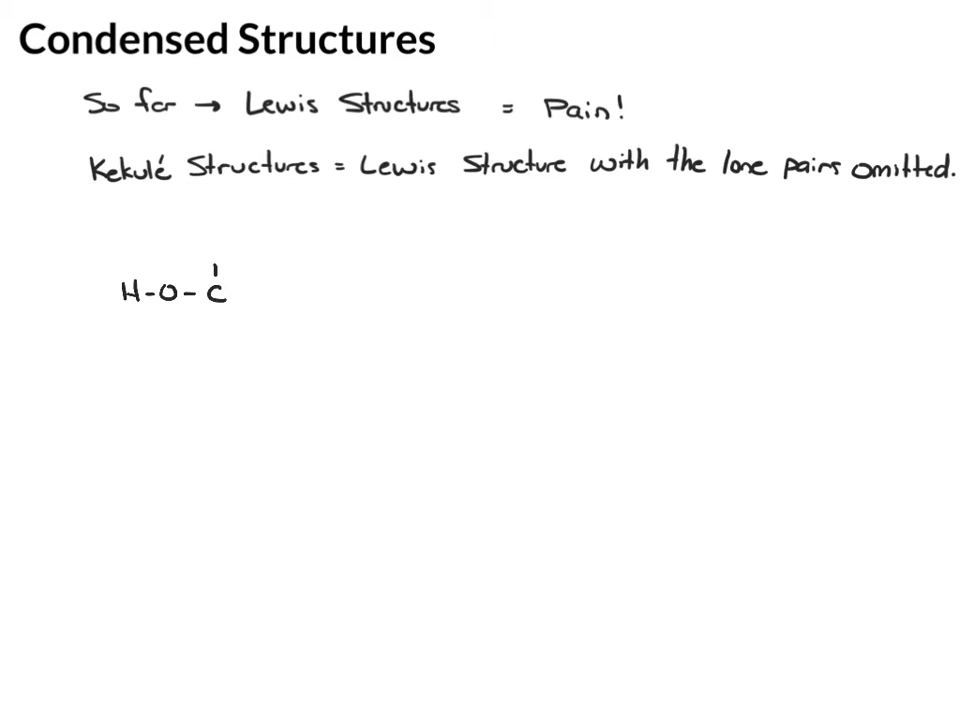 Condensed Structures
So far → Lewis Structures = Pain!
Kekulé Structures = Lewis Structure with the lone pairs omitted.
H-O-C